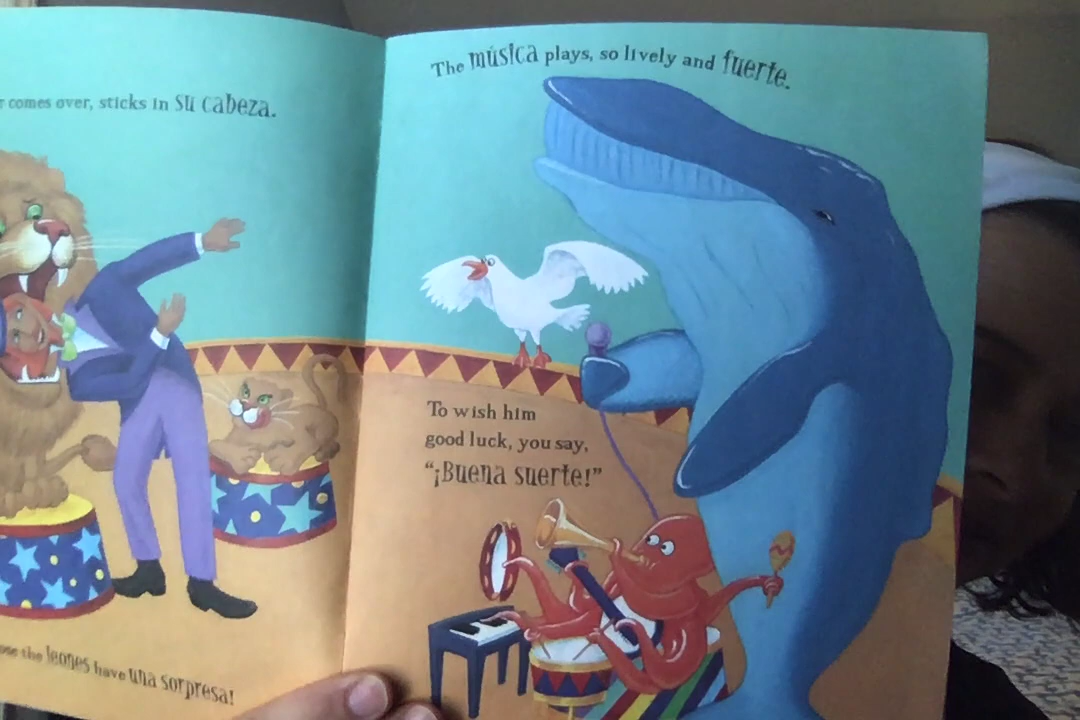 comes over, sticks in su cabeza.
the leones have una sorpresa!
The música plays, so lively and fuerte.
To wish him
good luck, you say,
“¡Buena suerte!”